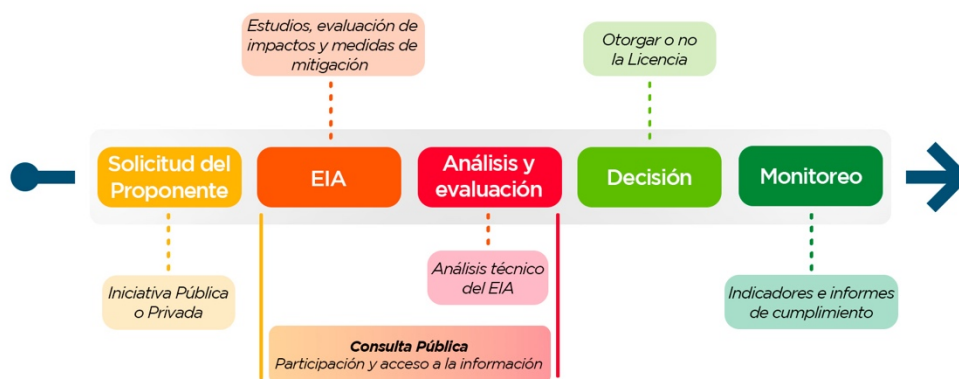 Estudios, evaluación de
impactos y medidas de
mitigación
Otorgar o no
la Licencia
Solicitud del
Proponente
EIA
Análisis y
evaluación
Decisión
Monitoreo
Iniciativa Pública
o Privada
Análisis técnico
del EIA
Indicadores e informes
de cumplimiento
Consulta Pública
Participación y acceso a la información